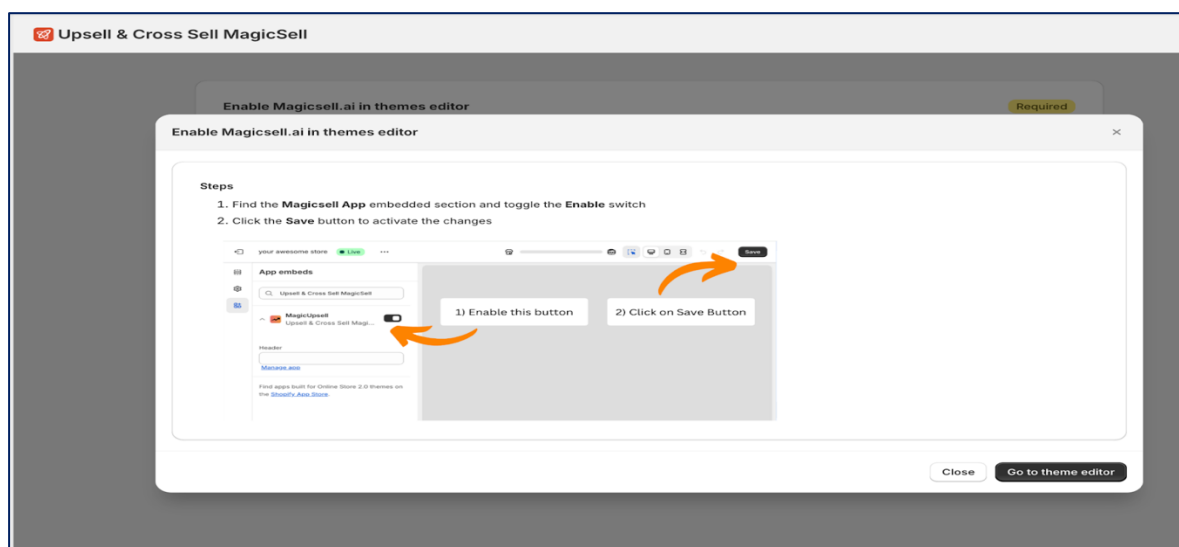 Upsell & Cross Sell MagicSell
Enable Magicsell.ai in themes editor
Required
Enable Magicsell.ai in themes editor
Steps
1. Find the Magicsell App embedded section and toggle the Enable switch
2. Click the Save button to activate the changes
your awesome store Live ... Save
App embeds
Upsell & Cross Sell MagicSell
MagicUpsell
Upsell & Cross Sell Magi...
1) Enable this button
2) Click on Save Button
Header
Manage app
Find apps built for Online Store 2.0 themes on
the Shopify App Store.
Close
Go to theme editor